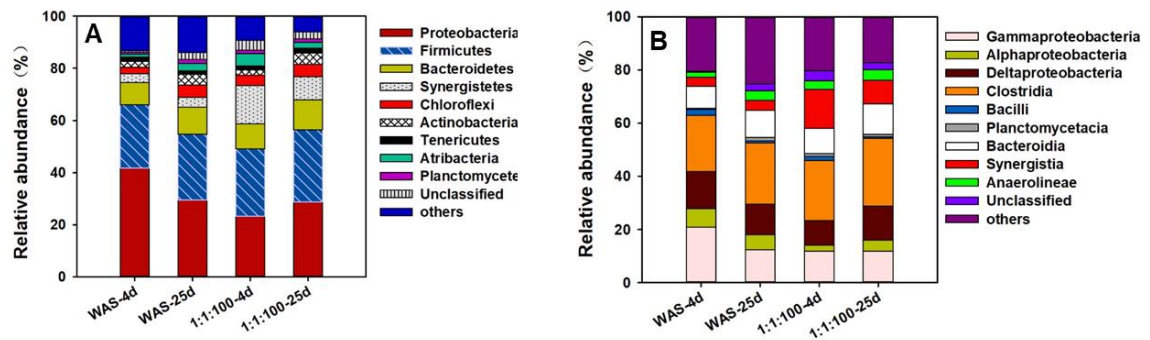 A
Relative abundance (%)
100
80
60
40
20
0
WAS-4d
WAS-25d
1:1:100-4d
1:1:100-25d
Proteobacteria
Firmicutes
Bacteroidetes
Synergistetes
Chloroflexi
Actinobacteria
Tenericutes
Atribacteria
Planctomycete
Unclassified
others
B
Relative abundance (%)
100
80
60
40
20
0
WAS-4d
WAS-25d
1:1:100-4d
1:1:100-25d
Gammaproteobacteria
Alphaproteobacteria
Deltaproteobacteria
Clostridia
Bacilli
Planctomycetacia
Bacteroidia
Synergistia
Anaerolineae
Unclassified
others